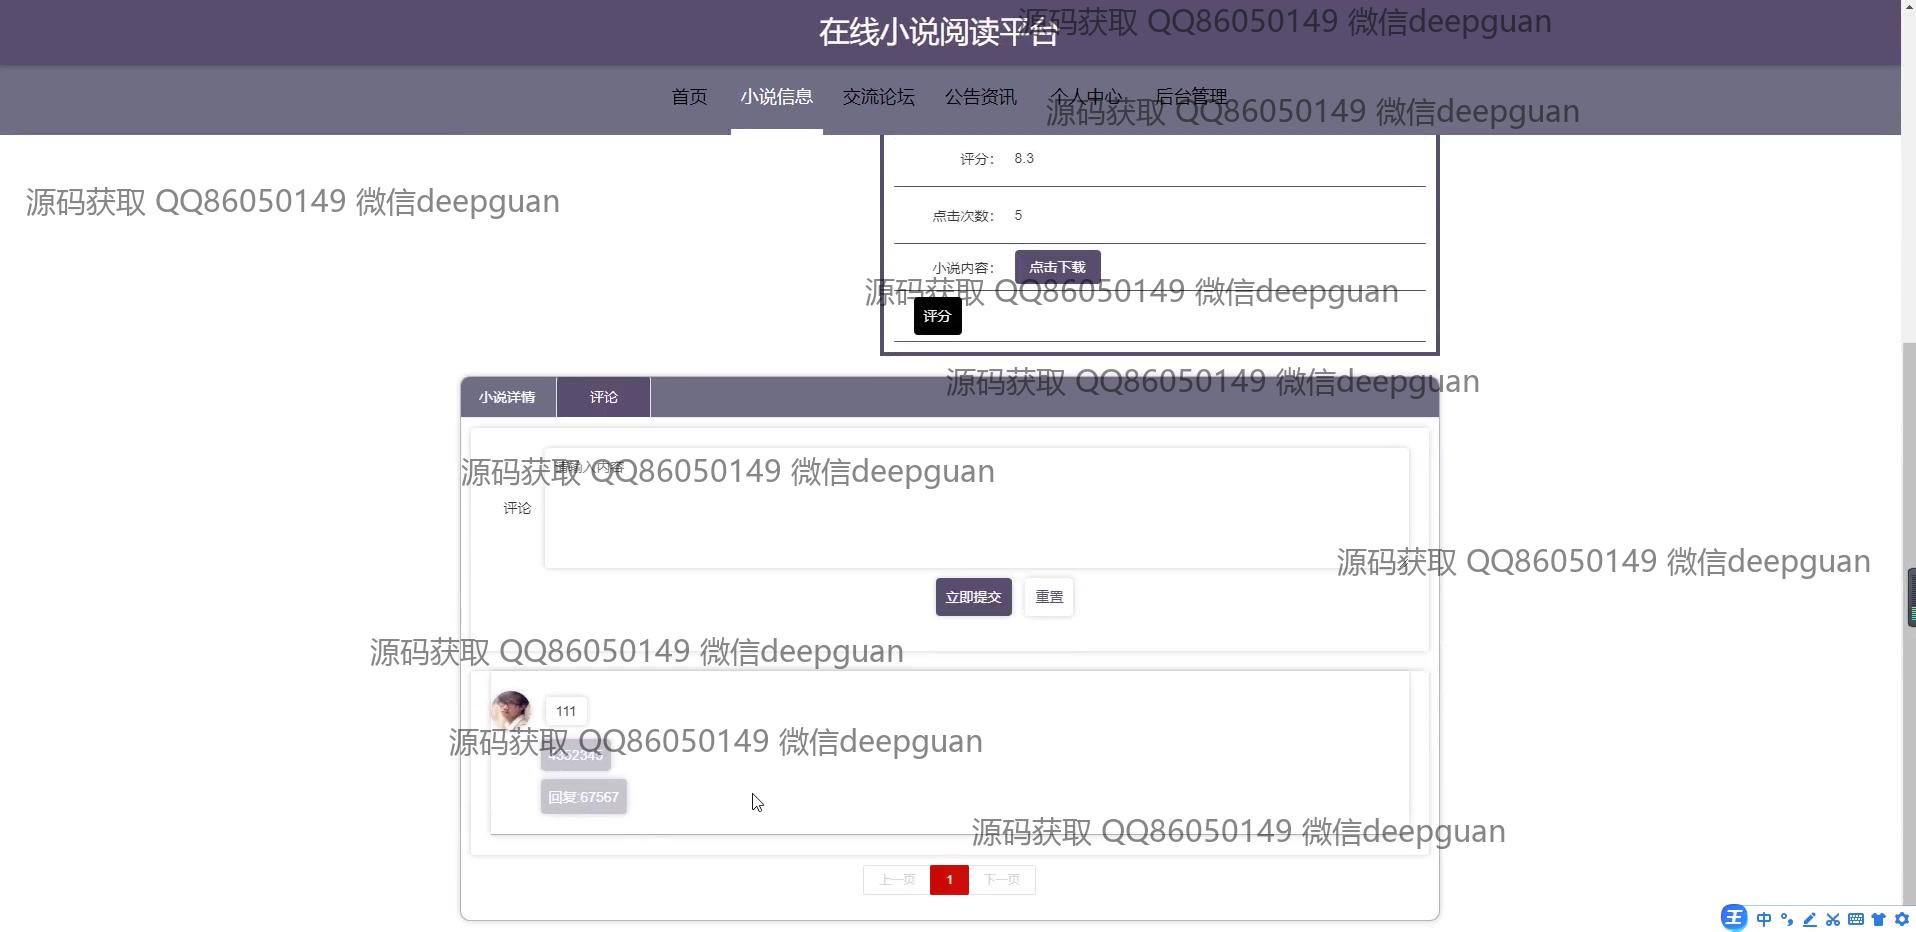 在线小说阅读平台
源码获取 QQ86050149 微信deepguan
首页 小说信息 交流论坛 公告资讯 个人中心 后台管理
源码获取 QQ86050149 微信deepguan
评分： 8.3
源码获取 QQ86050149 微信deepguan
点击次数： 5
小说内容： 点击下载
源码获取 QQ86050149 微信deepguan
评分
源码获取 QQ86050149 微信deepguan
小说详情 评论
请输入内容
源码获取 QQ86050149 微信deepguan
评论
源码获取 QQ86050149 微信deepguan
立即提交 重置
源码获取 QQ86050149 微信deepguan
111
源码获取 QQ86050149 微信deepguan
4352345
回复:67567
源码获取 QQ86050149 微信deepguan
上一页 1 下一页
王 中